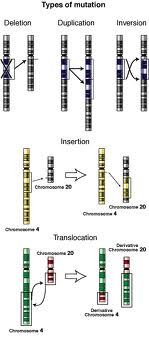 Types of mutation
Deletion Duplication Inversion
Insertion
Chromosome 20
Chromosome 20
Chromosome 4
Chromosome 4
Translocation
Derivative
Chromosome 20
Chromosome 20
Chromosome 4
Derivative
Chromosome 4